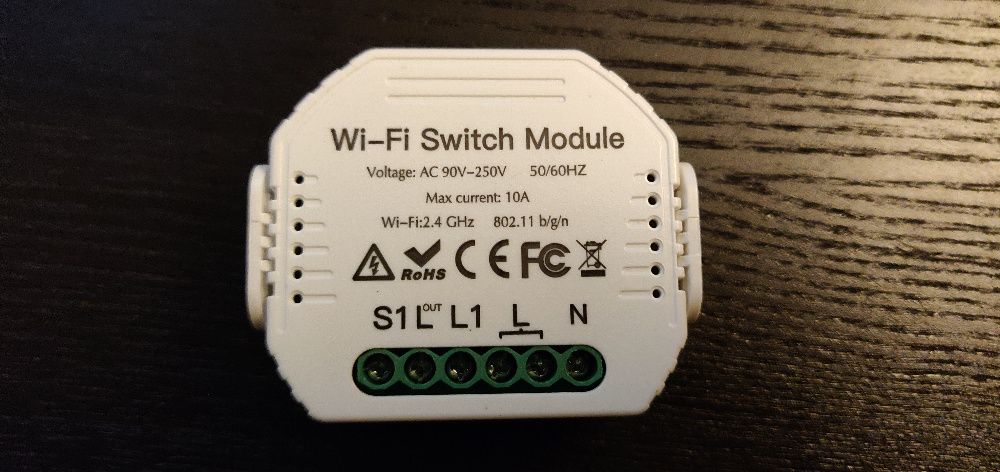 Wi-Fi Switch Module
Voltage: AC 90V-250V 50/60HZ
Max current: 10A
Wi-Fi:2.4 GHz 802.11 b/g/n
RoHS CE FC
S1 L OUT L1 L N